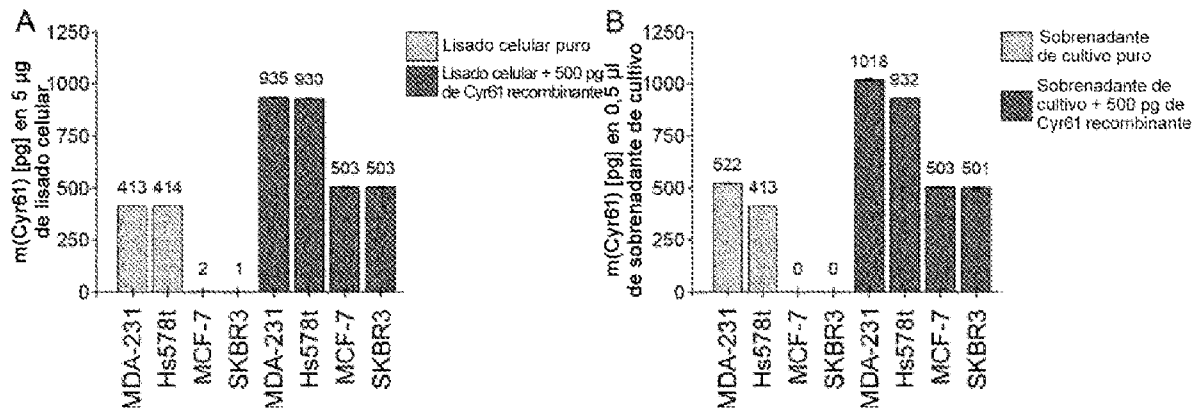 A
m(Cyr61) [pg] en 5 µg
de lisado celular
1250
1000
750
500
250
0
413
414
2
1
935
930
503
503
MDA-231
Hs578t
MCF-7
SKBR3
MDA-231
Hs578t
MCF-7
SKBR3
Lisado celular puro
Lisado celular + 500 pg
de Cyr61 recombinante
B
m(Cyr61) [pg] en 0,5 µl
de sobrenadante de cultivo
1250
1000
750
500
250
0
522
413
0
0
1018
932
503
501
MDA-231
Hs578t
MCF-7
SKBR3
MDA-231
Hs578t
MCF-7
SKBR3
Sobrenadante
de cultivo puro
Sobrenadante de
cultivo + 500 pg de
Cyr61 recombinante